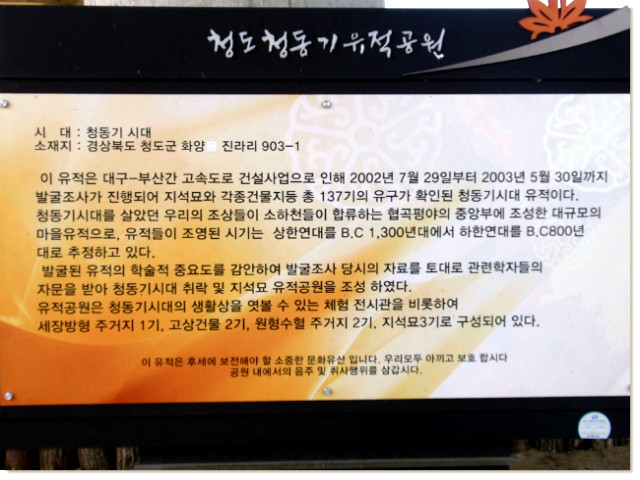 청도청동기유적공원
시 대 : 청동기 시대
소재지 : 경상북도 청도군 화양 진라리 903-1
이 유적은 대구-부산간 고속도로 건설사업으로 인해 2002년 7월 29일부터 2003년 5월 30일까지
발굴조사가 진행되어 지석묘와 각종건물지등 총 137기의 유구가 확인된 청동기시대 유적이다.
청동기시대를 살았던 우리의 조상들이 소하천들이 합류하는 협곡평야의 중앙부에 조성한 대규모의
마을유적으로, 유적들이 조영된 시기는 상한연대를 B.C 1,300년대에서 하한연대를 B.C800년
대로 추정하고 있다.
발굴된 유적의 학술적 중요도를 감안하여 발굴조사 당시의 자료를 토대로 관련학자들의
자문을 받아 청동기시대 취락 및 지석묘 유적공원을 조성 하였다.
유적공원은 청동기시대의 생활상을 엿볼 수 있는 체험 전시관을 비롯하여
세장방형 주거지 1기, 고상건물 2기, 원형수혈 주거지 2기, 지석묘3기로 구성되어 있다.
이 유적은 후세에 보전해야 할 소중한 문화유산 입니다. 우리모두 아끼고 보호 합시다
공원 내에서의 음주 및 취사행위를 삼갑시다.